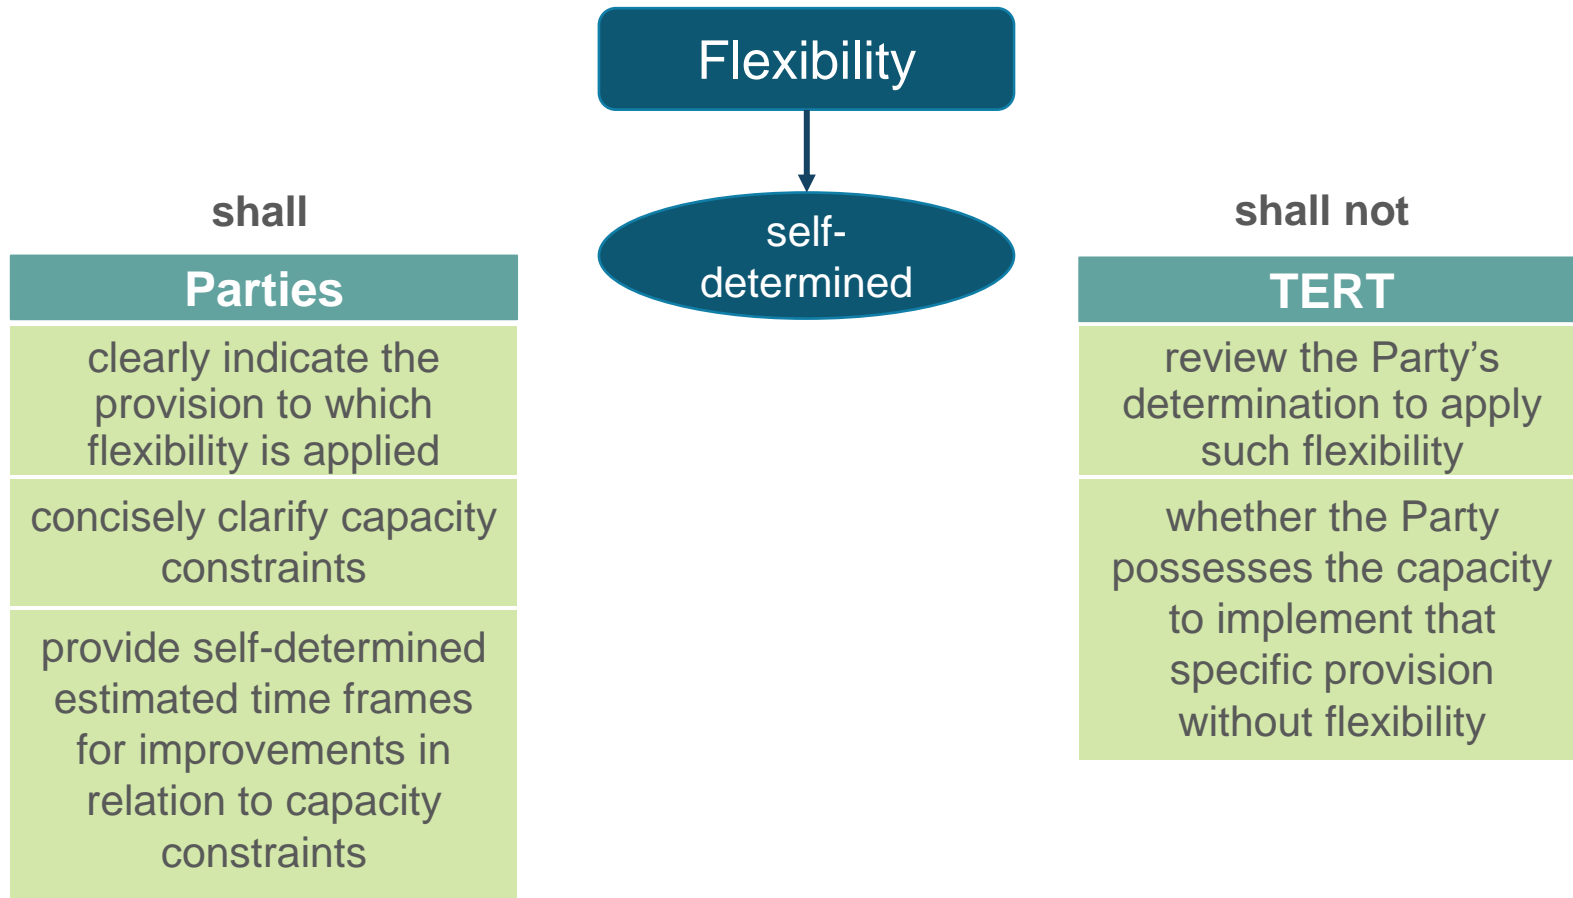 Flexibility
self-
determined
shall
Parties
clearly indicate the
provision to which
flexibility is applied
concisely clarify capacity
constraints
provide self-determined
estimated time frames
for improvements in
relation to capacity
constraints
shall not
TERT
review the Party’s
determination to apply
such flexibility
whether the Party
possesses the capacity
to implement that
specific provision
without flexibility